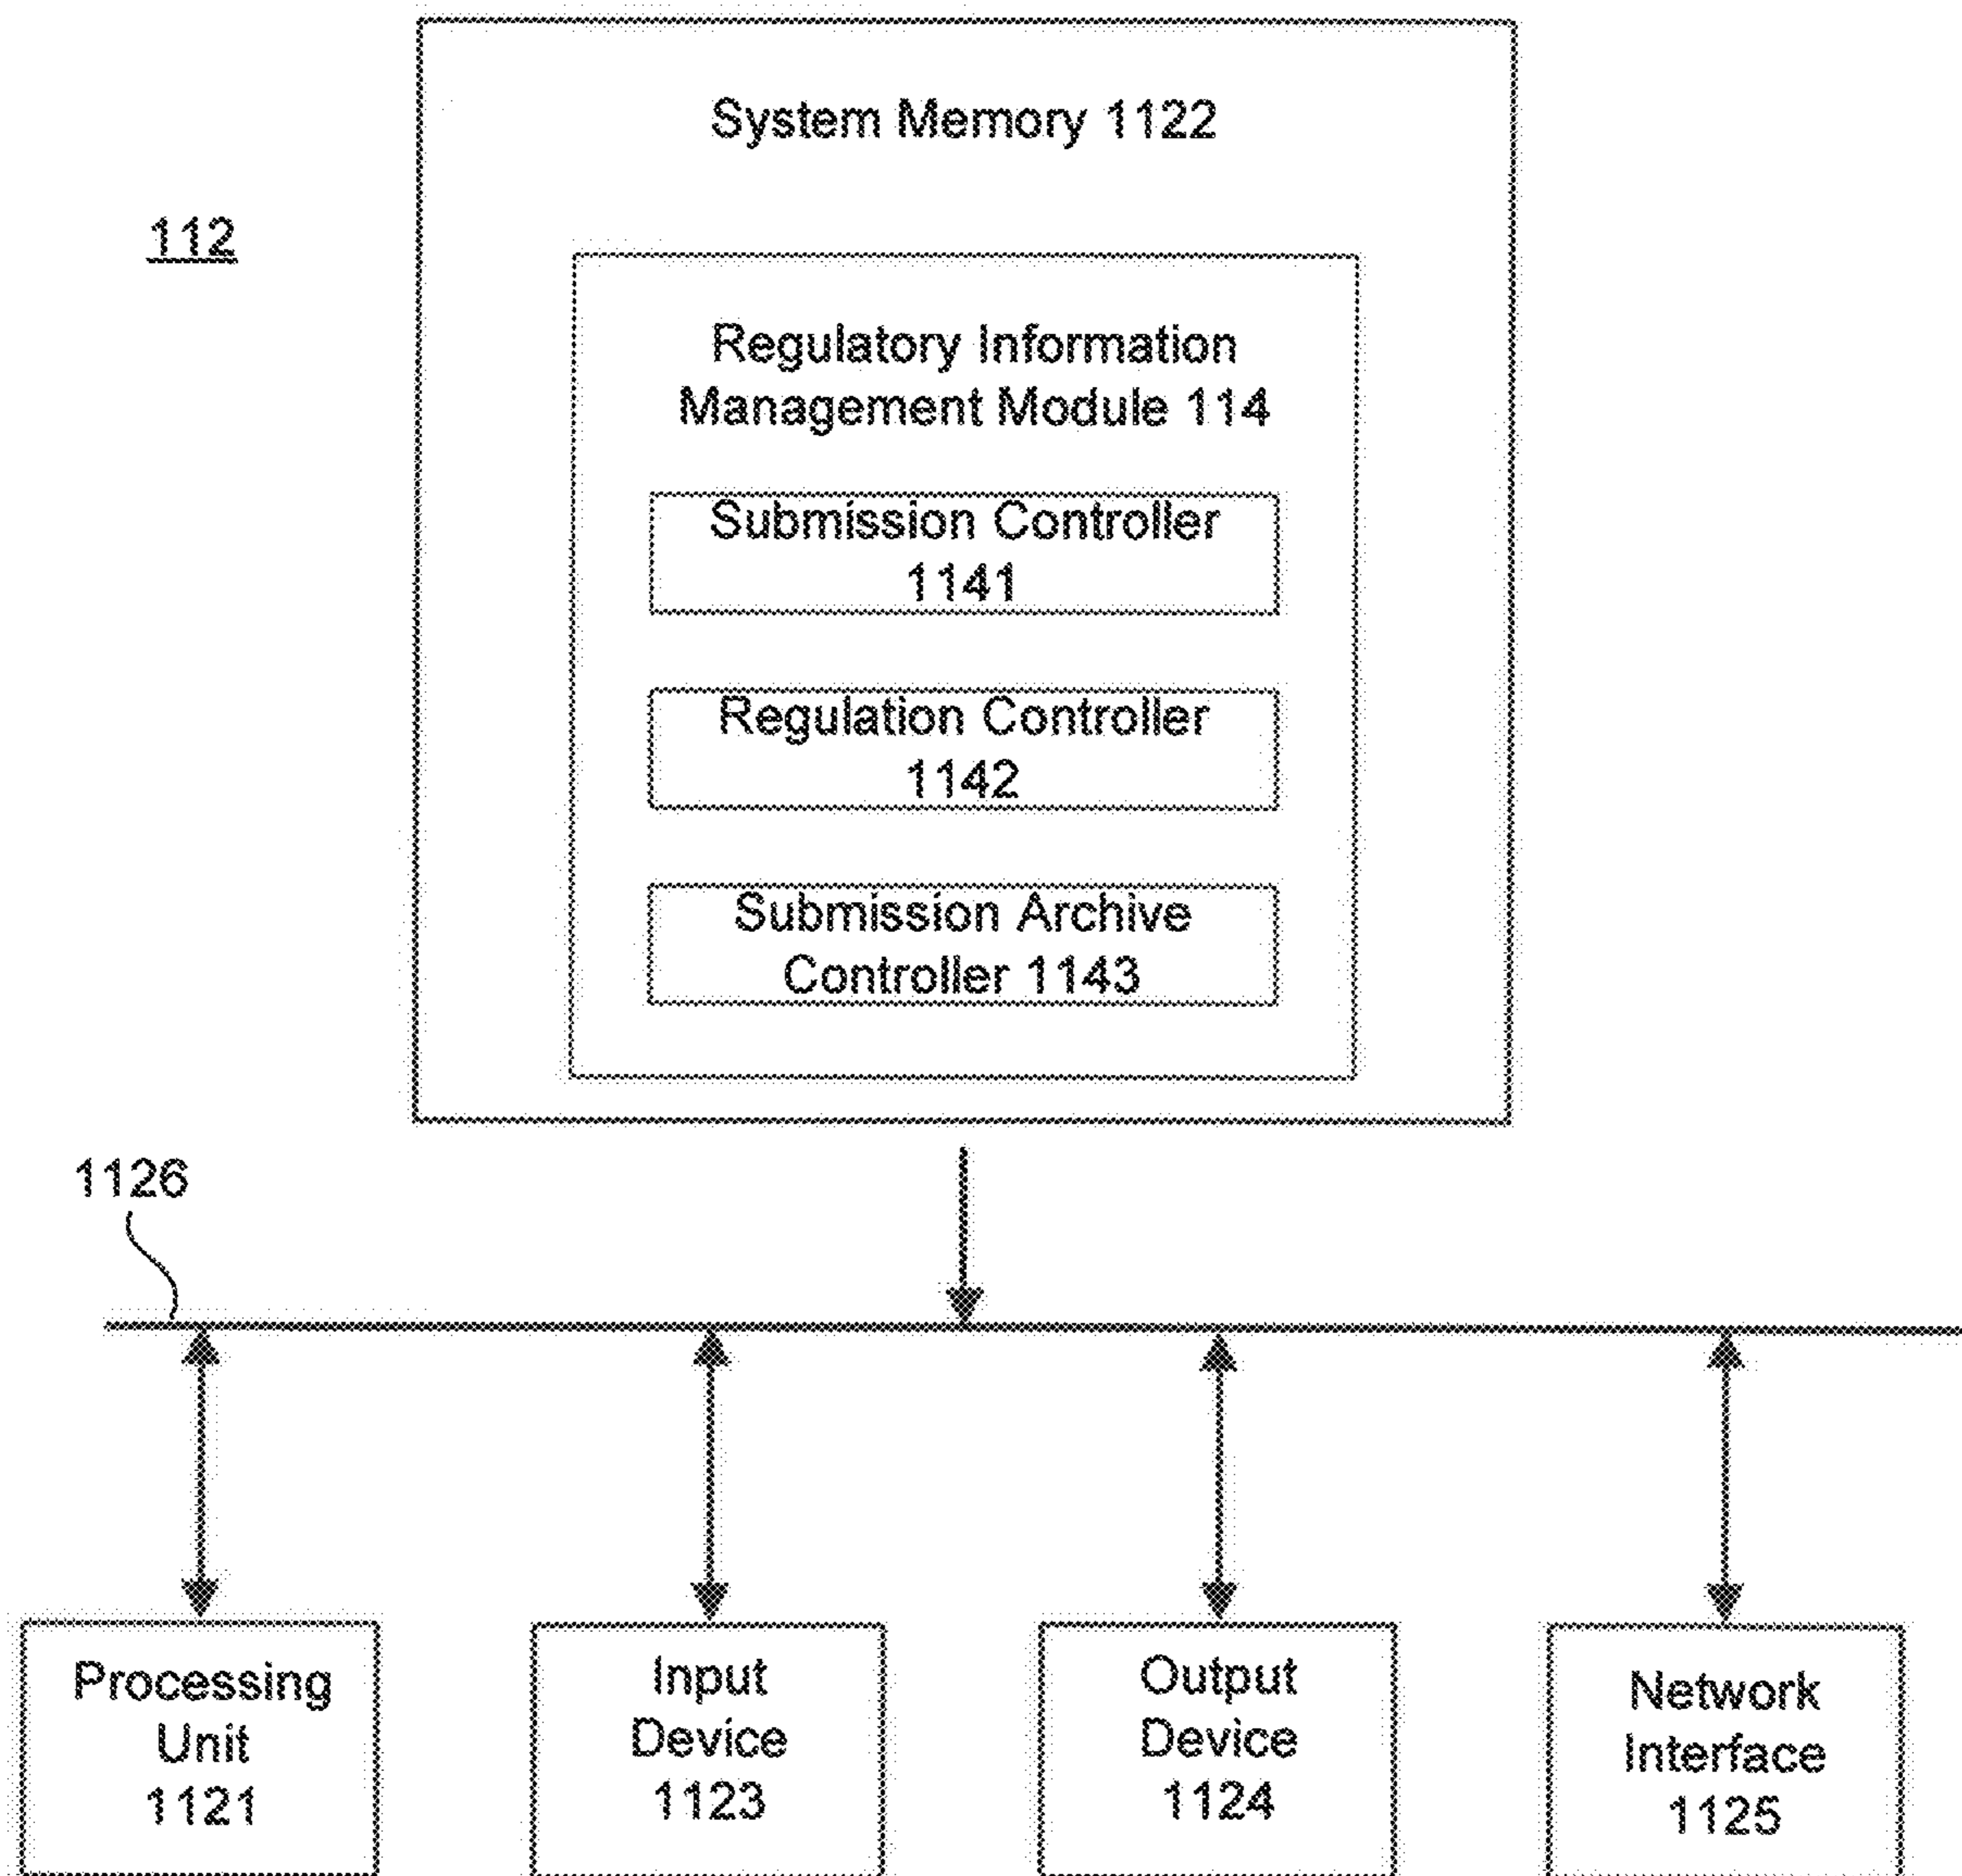 System Memory 1122
112
Regulatory Information
Management Module 114
Submission Controller
1141
Regulation Controller
1142
Submission Archive
Controller 1143
1126
Processing
Unit
1121
Input
Device
1123
Output
Device
1124
Network
Interface
1125